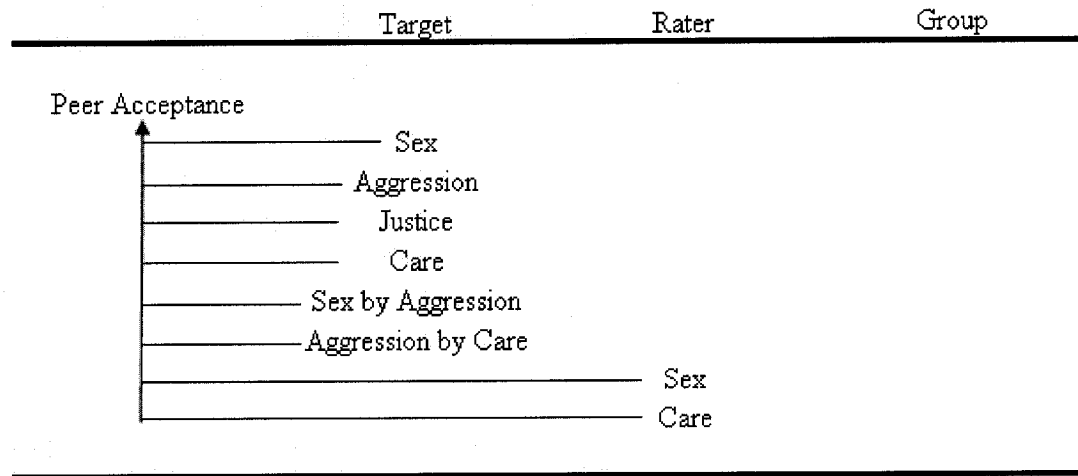 Target Rater Group
Peer Acceptance
Sex
Aggression
Justice
Care
Sex by Aggression
Aggression by Care
Sex
Care